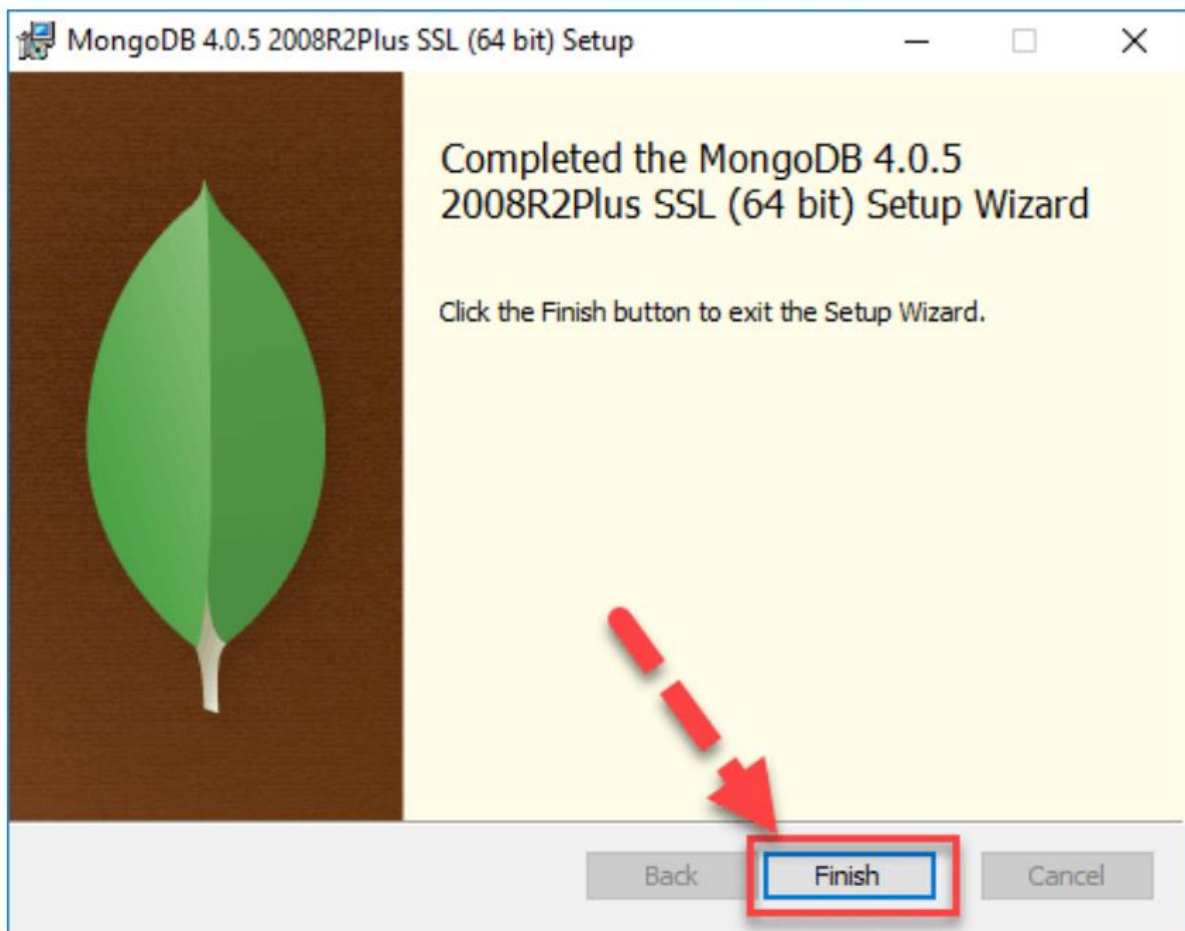 MongoDB 4.0.5 2008R2Plus SSL (64 bit) Setup
Completed the MongoDB 4.0.5
2008R2Plus SSL (64 bit) Setup Wizard
Click the Finish button to exit the Setup Wizard.
Back Finish Cancel